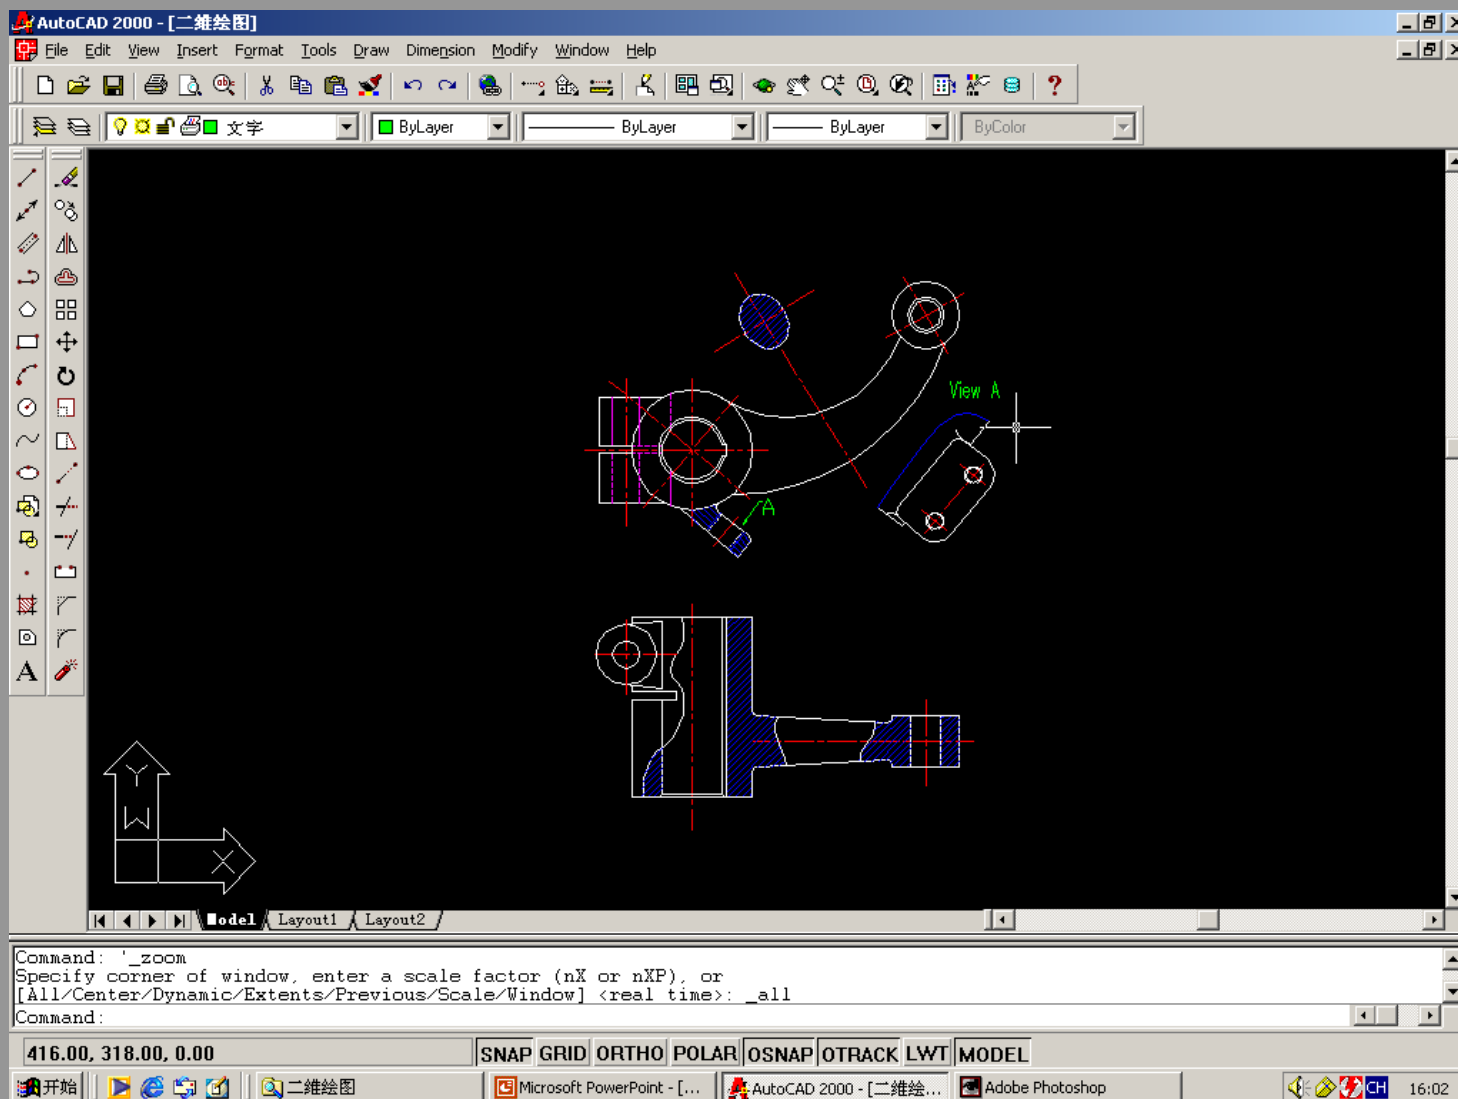 AutoCAD 2000 - [二维绘图]
File Edit View Insert Format Tools Draw Dimension Modify Window Help
文字 ByLayer ByLayer ByLayer ByColor
View A
A
Y
W
X
Model Layout1 Layout2
Command: '_zoom
Specify corner of window, enter a scale factor (nX or nXP), or
[All/Center/Dynamic/Extents/Previous/Scale/Window] <real time>: _all
Command:
416.00, 318.00, 0.00 SNAP GRID ORTHO POLAR OSNAP OTRACK LWT MODEL
开始 二维绘图 Microsoft PowerPoint - [... AutoCAD 2000 - [二维绘... Adobe Photoshop CH 16:02